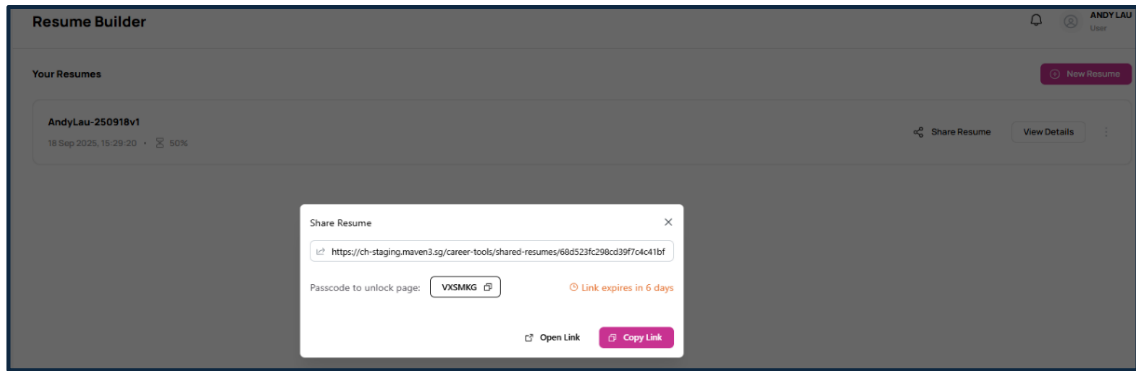 Resume Builder
ANDY LAU
User
Your Resumes
New Resume
AndyLau-250918v1
18 Sep 2025, 15:29:20 • 50%
Share Resume
View Details
Share Resume
https://ch-staging.maven3.sg/career-tools/shared-resumes/68d523fc298cd39f7c4c41bf
Passcode to unlock page:
VXSMKG
Link expires in 6 days
Open Link
Copy Link